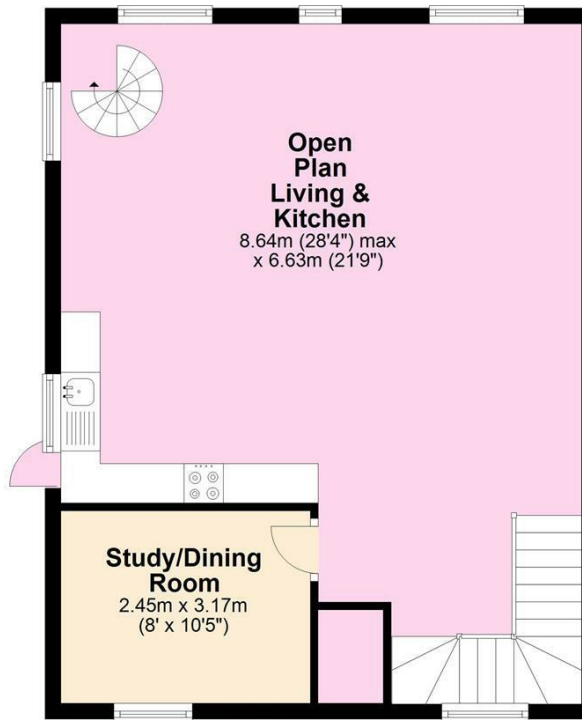 Open
Plan
Living &
Kitchen
8.64m (28'4") max
x 6.63m (21'9")
Study/Dining
Room
2.45m x 3.17m
(8' x 10'5")